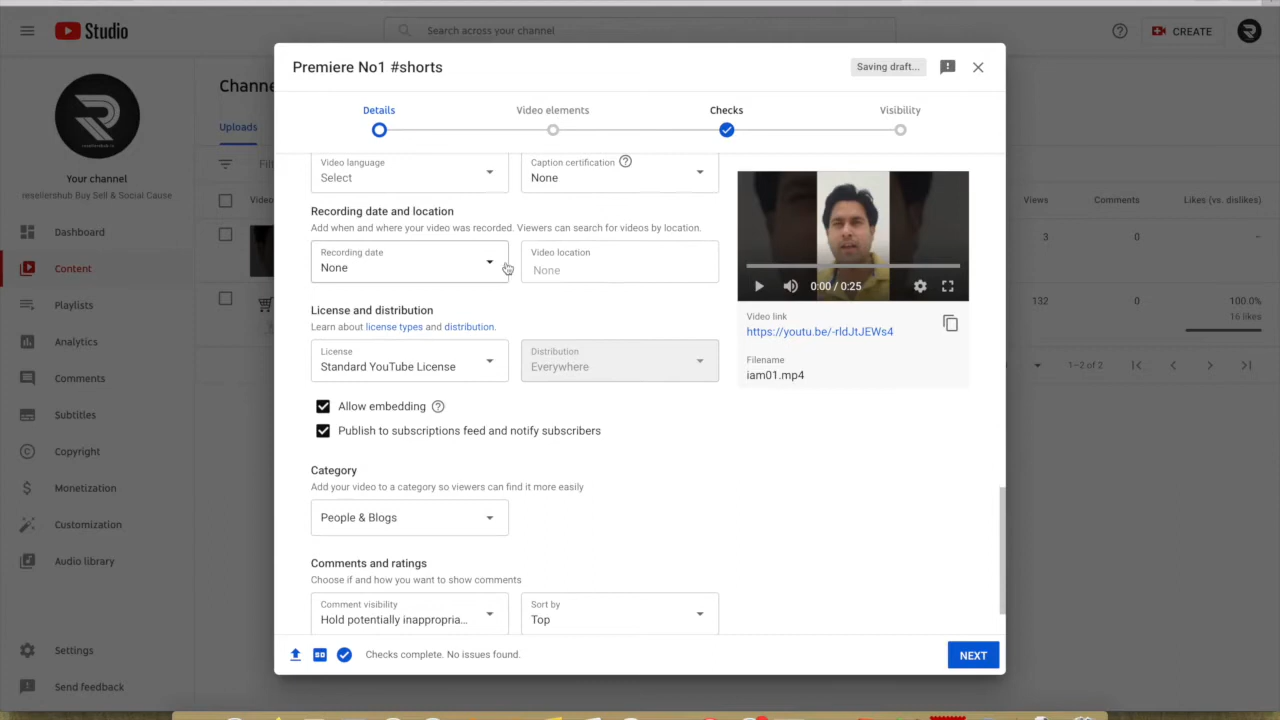 Studio
Search across your channel
CREATE
Premiere No1 #shorts
Saving draft...
Details
Video elements
Checks
Visibility
Channe
Uploads
Filt
Video
Views
Comments
Likes (vs. dislikes)
3
0
–
132
0
100.0%
16 likes
1–2 of 2
resellershub.in
Your channel
resellershub Buy Sell & Social Cause
Dashboard
Content
Playlists
Analytics
Comments
Subtitles
Copyright
Monetization
Customization
Audio library
Settings
Send feedback
Video language
Select
Caption certification
None
Recording date and location
Add when and where your video was recorded. Viewers can search for videos by location.
Recording date
None
Video location
None
License and distribution
Learn about license types and distribution.
License
Standard YouTube License
Distribution
Everywhere
Allow embedding
Publish to subscriptions feed and notify subscribers
Category
Add your video to a category so viewers can find it more easily
People & Blogs
Comments and ratings
Choose if and how you want to show comments
Comment visibility
Hold potentially inappropria...
Sort by
Top
0:00 / 0:25
Video link
https://youtu.be/-rldJtJEWs4
Filename
iam01.mp4
Checks complete. No issues found.
NEXT